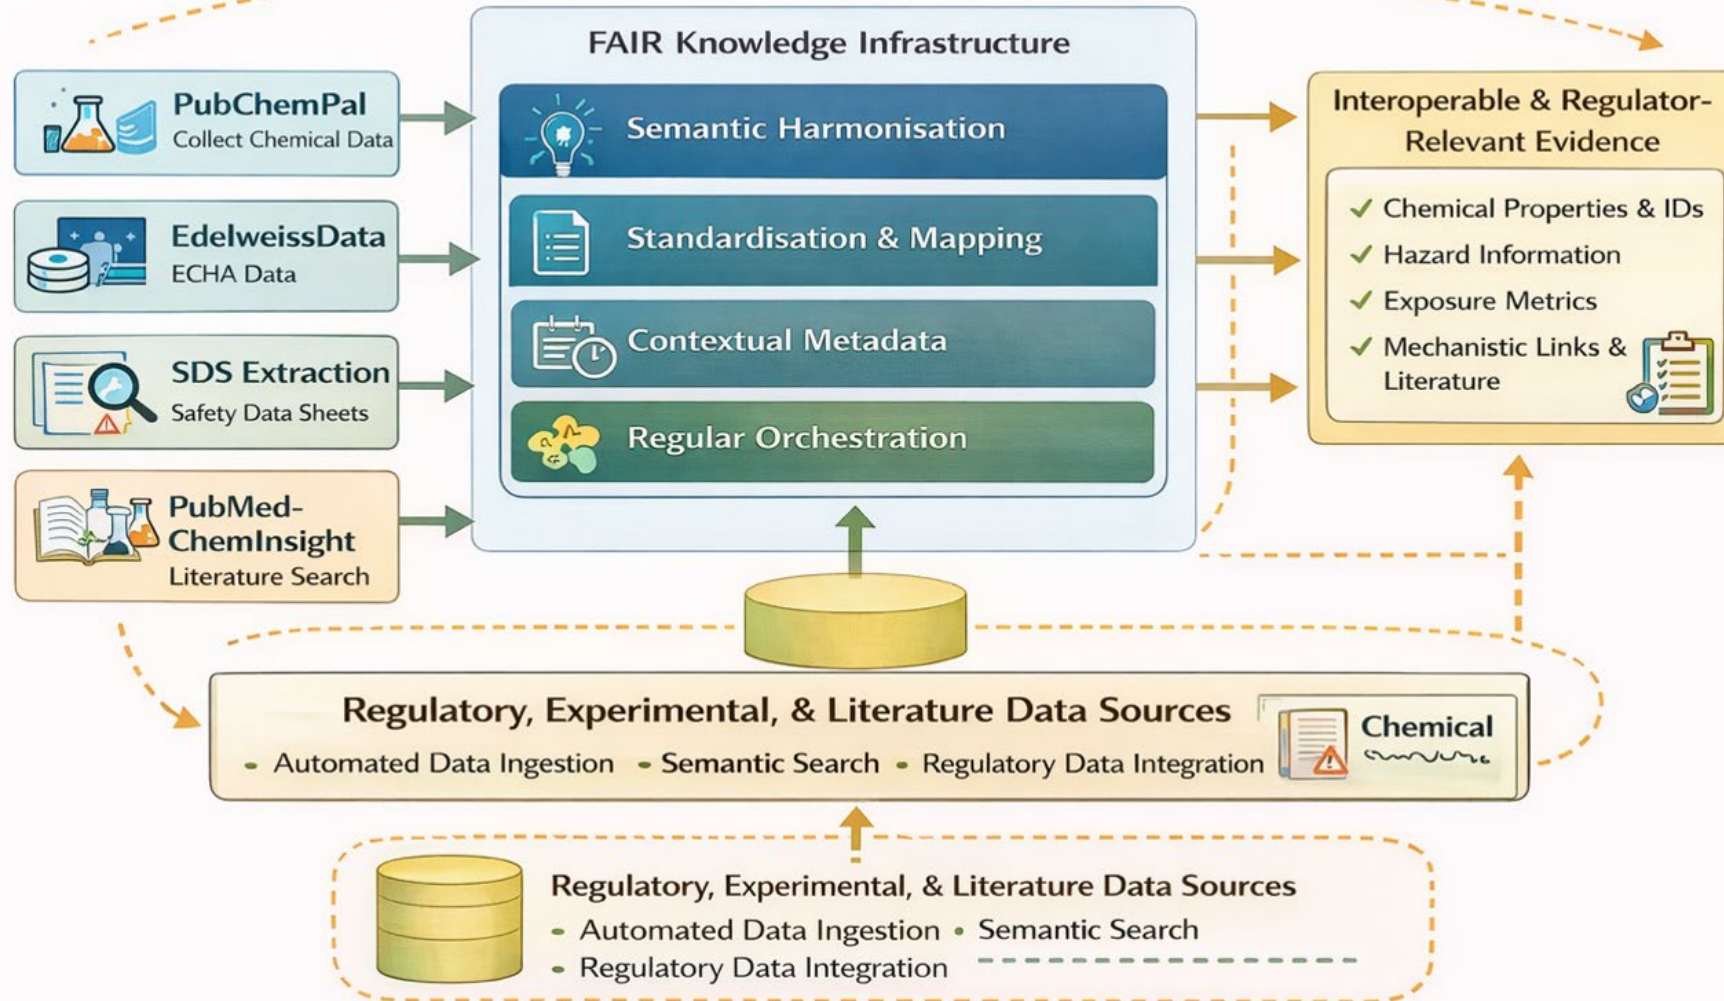 FAIR Knowledge Infrastructure
PubChemPal
Collect Chemical Data
EdelweissData
ECHA Data
SDS Extraction
Safety Data Sheets
PubMed-
ChemInsight
Literature Search
Semantic Harmonisation
Standardisation & Mapping
Contextual Metadata
Regular Orchestration
Interoperable & Regulator-
Relevant Evidence
Chemical Properties & IDs
Hazard Information
Exposure Metrics
Mechanistic Links &
Literature
Regulatory, Experimental, & Literature Data Sources
• Automated Data Ingestion • Semantic Search • Regulatory Data Integration
Chemical
Regulatory, Experimental, & Literature Data Sources
• Automated Data Ingestion • Semantic Search
• Regulatory Data Integration